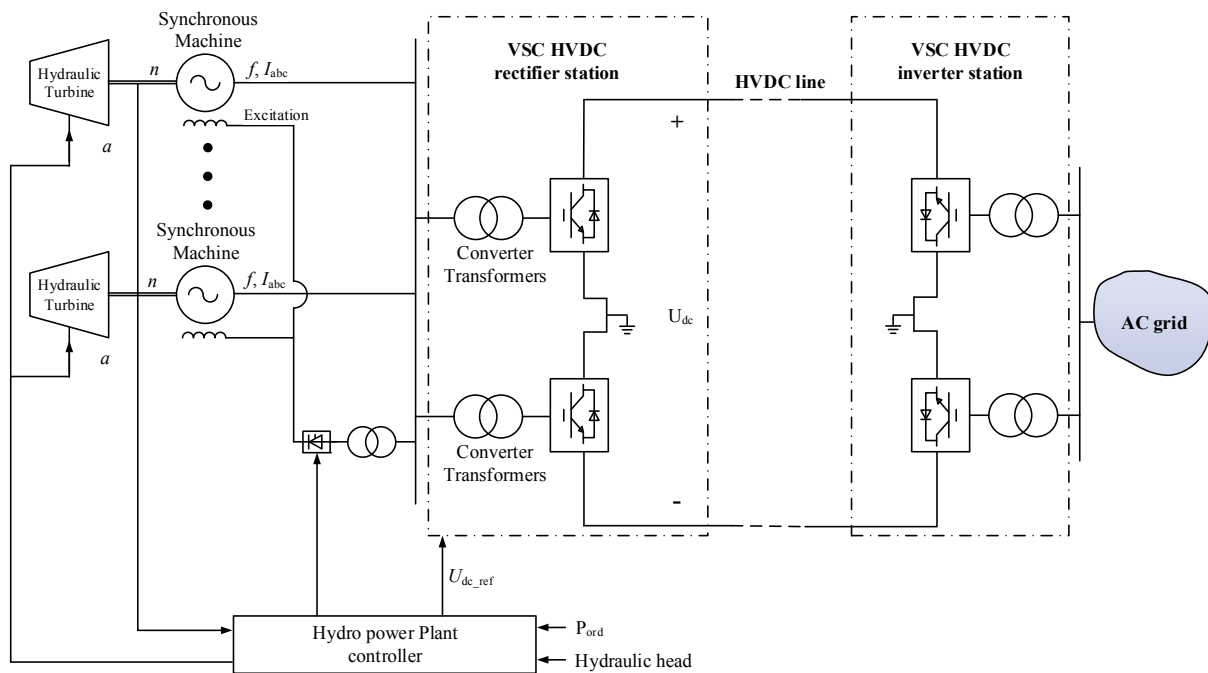 Synchronous
Machine
Hydraulic
Turbine
n
f, Iabc
a
Excitation
Synchronous
Machine
Hydraulic
Turbine
n
f, Iabc
a
VSC HVDC
rectifier station
HVDC line
VSC HVDC
inverter station
+
Converter
Transformers
Udc
AC grid
Converter
Transformers
-
Udc_ref
Hydro power Plant
controller
Pord
Hydraulic head